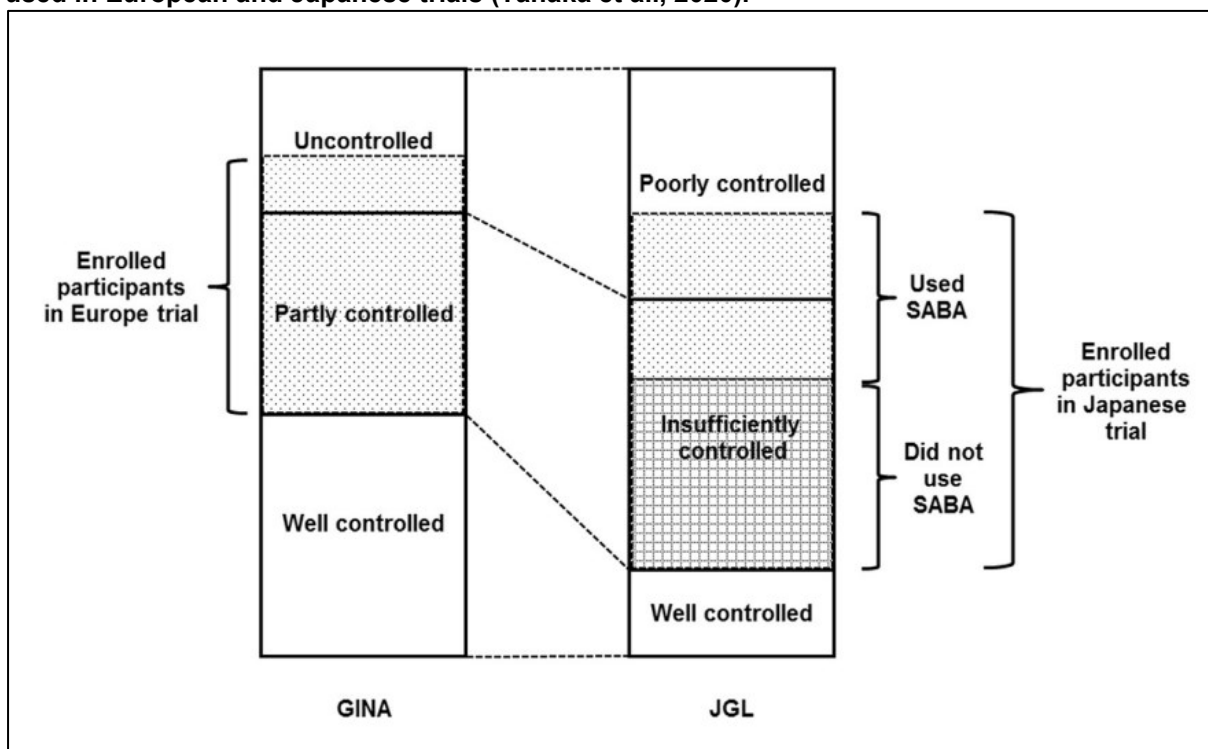 used in European and Japanese trials (Tanaka et all, 2020).
Uncontrolled
Poorly controlled
Enrolled
participants
in Europe trial
Partly controlled
Used
SABA
Enrolled
participants
in Japanese
trial
Insufficiently
controlled
Did not
use
SABA
Well controlled
Well controlled
GINA
JGL